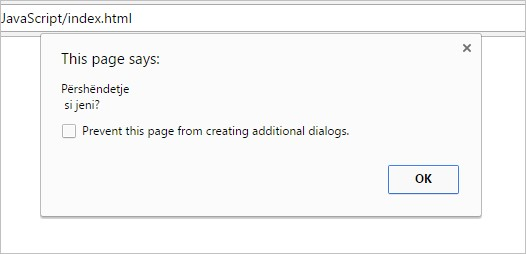 JavaScript/index.html
This page says:
Përshëndetje
si jeni?
Prevent this page from creating additional dialogs.
OK